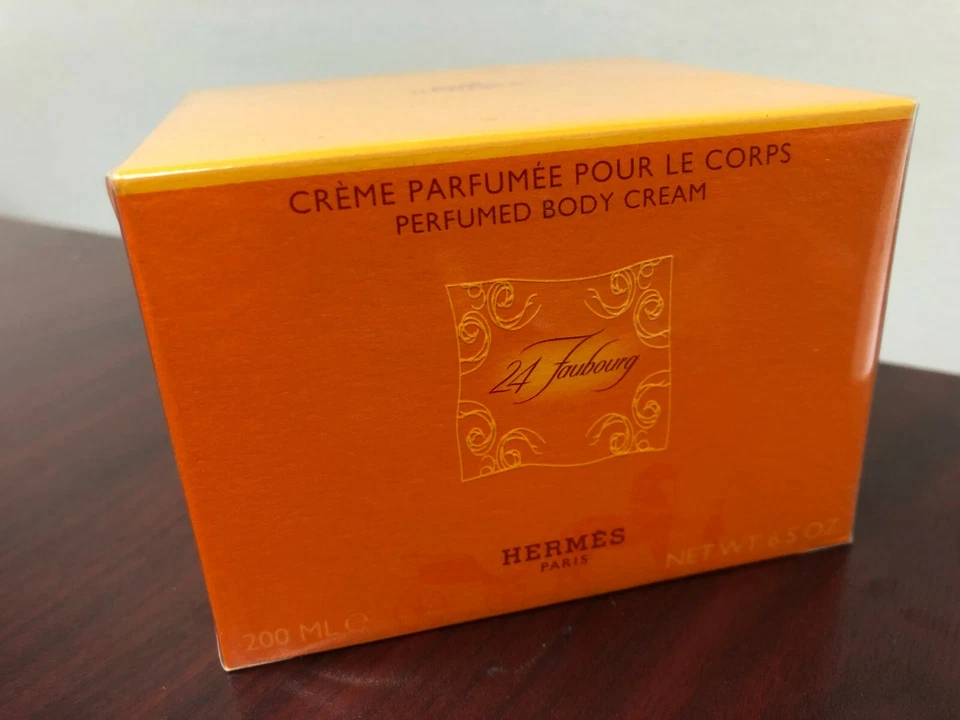 CRÈME PARFUMÉE POUR LE CORPS
PERFUMED BODY CREAM
24 Faubourg
HERMÈS
PARIS
NET WT 6.5 OZ
200 ML ℮